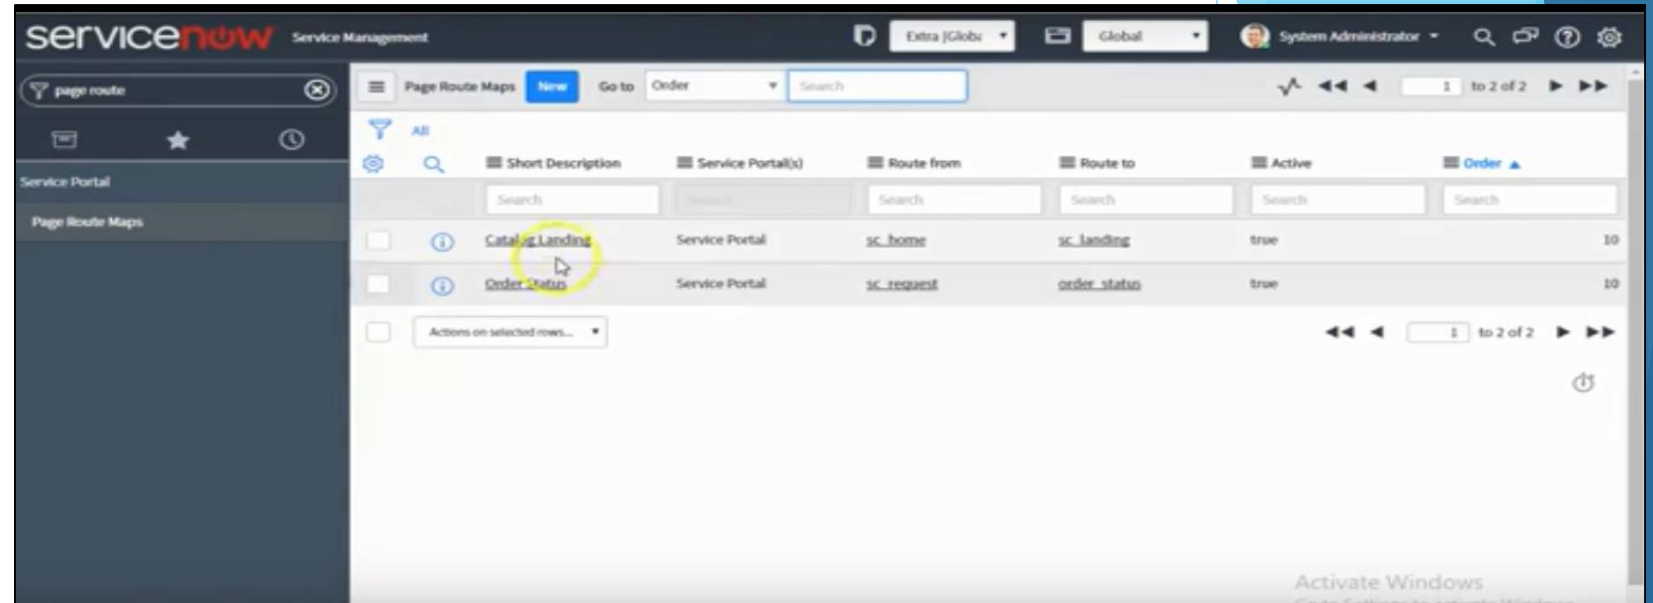 servicenow Service Management Extra [Globa Global System Administrator
page route
Page Route Maps New Go to Order Search 1 to 2 of 2
All
Short Description Service Portal(s) Route from Route to Active Order
Service Portal
Search Search Search Search Search
Page Route Maps
Catalog Landing Service Portal sc_home sc_landing true 10
Order Status Service Portal sc_request order_status true 10
Actions on selected rows... 1 to 2 of 2
Activate Windows